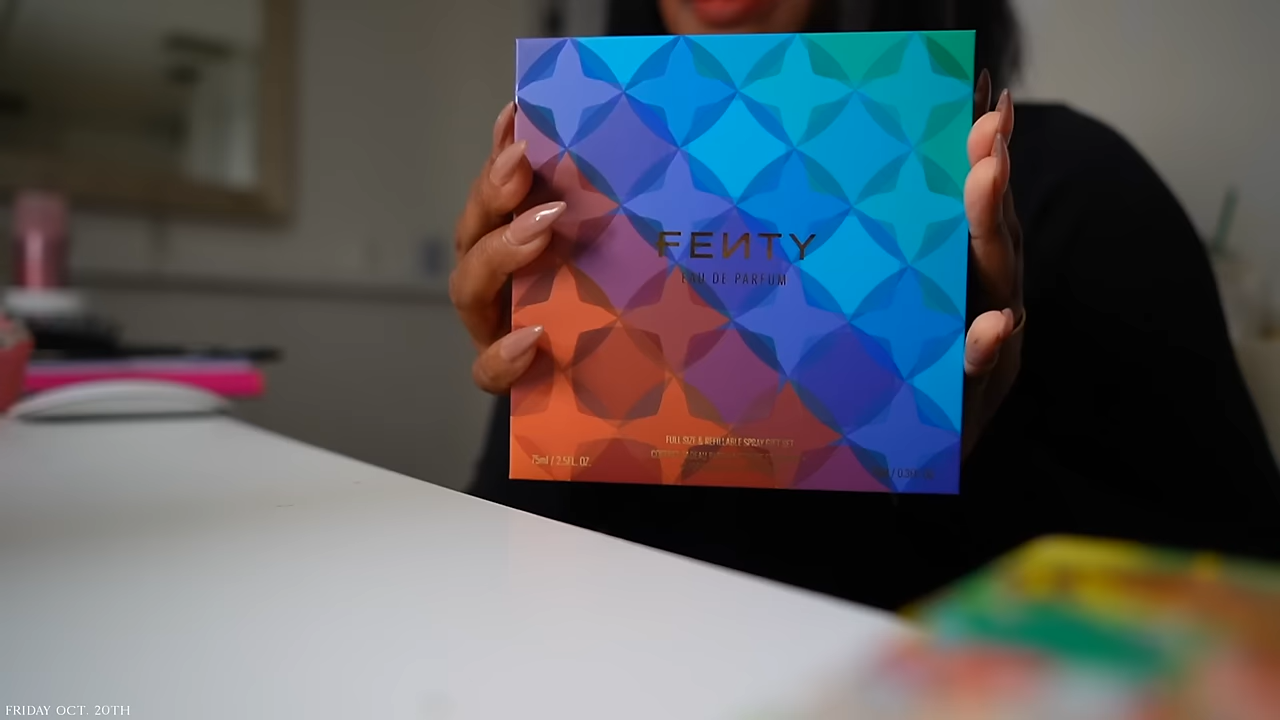 FENTY
EAU DE PARFUM
FULL SIZE & REFILLABLE SPRAY GIFT SET
75ml / 2.5FL. OZ.
FRIDAY OCT. 20TH